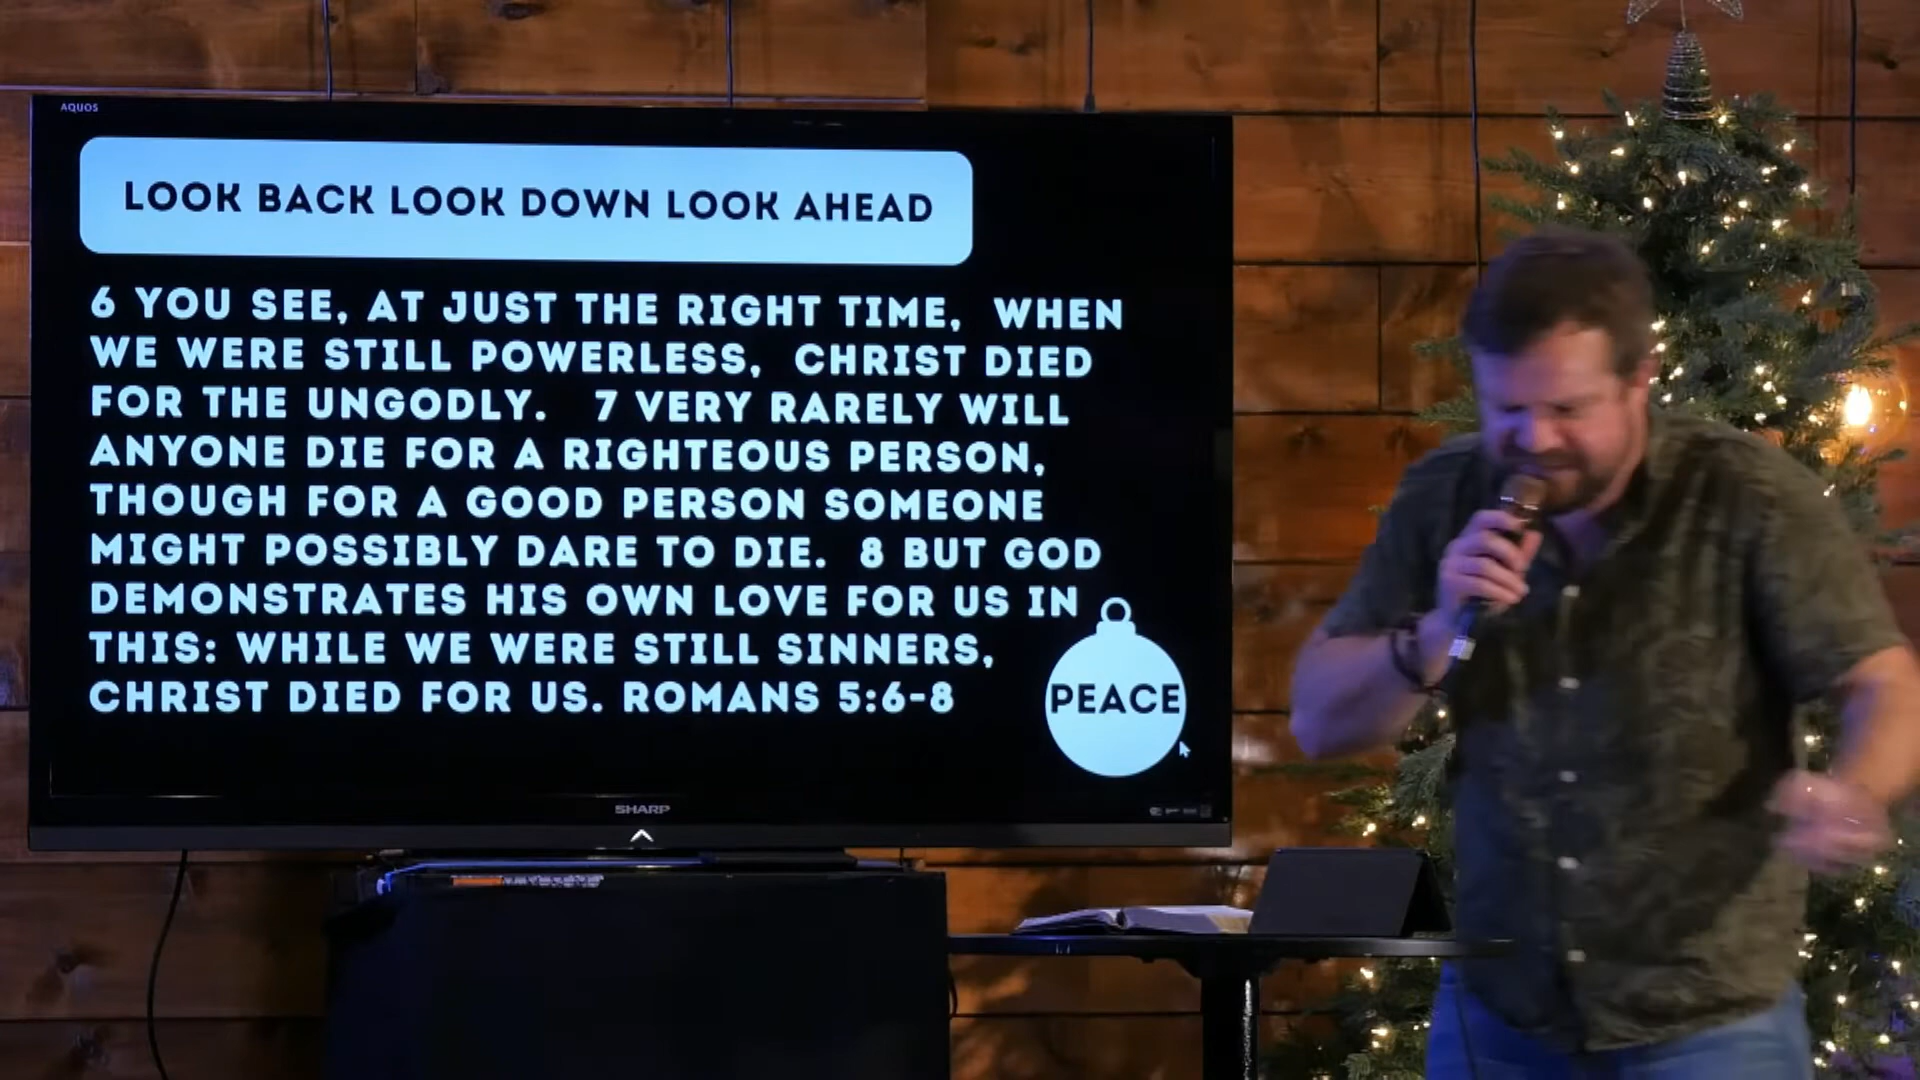 AQUOS
LOOK BACK LOOK DOWN LOOK AHEAD
6 YOU SEE, AT JUST THE RIGHT TIME, WHEN
WE WERE STILL POWERLESS, CHRIST DIED
FOR THE UNGODLY. 7 VERY RARELY WILL
ANYONE DIE FOR A RIGHTEOUS PERSON,
THOUGH FOR A GOOD PERSON SOMEONE
MIGHT POSSIBLY DARE TO DIE. 8 BUT GOD
DEMONSTRATES HIS OWN LOVE FOR US IN
THIS: WHILE WE WERE STILL SINNERS,
CHRIST DIED FOR US. ROMANS 5:6-8
PEACE
SHARP